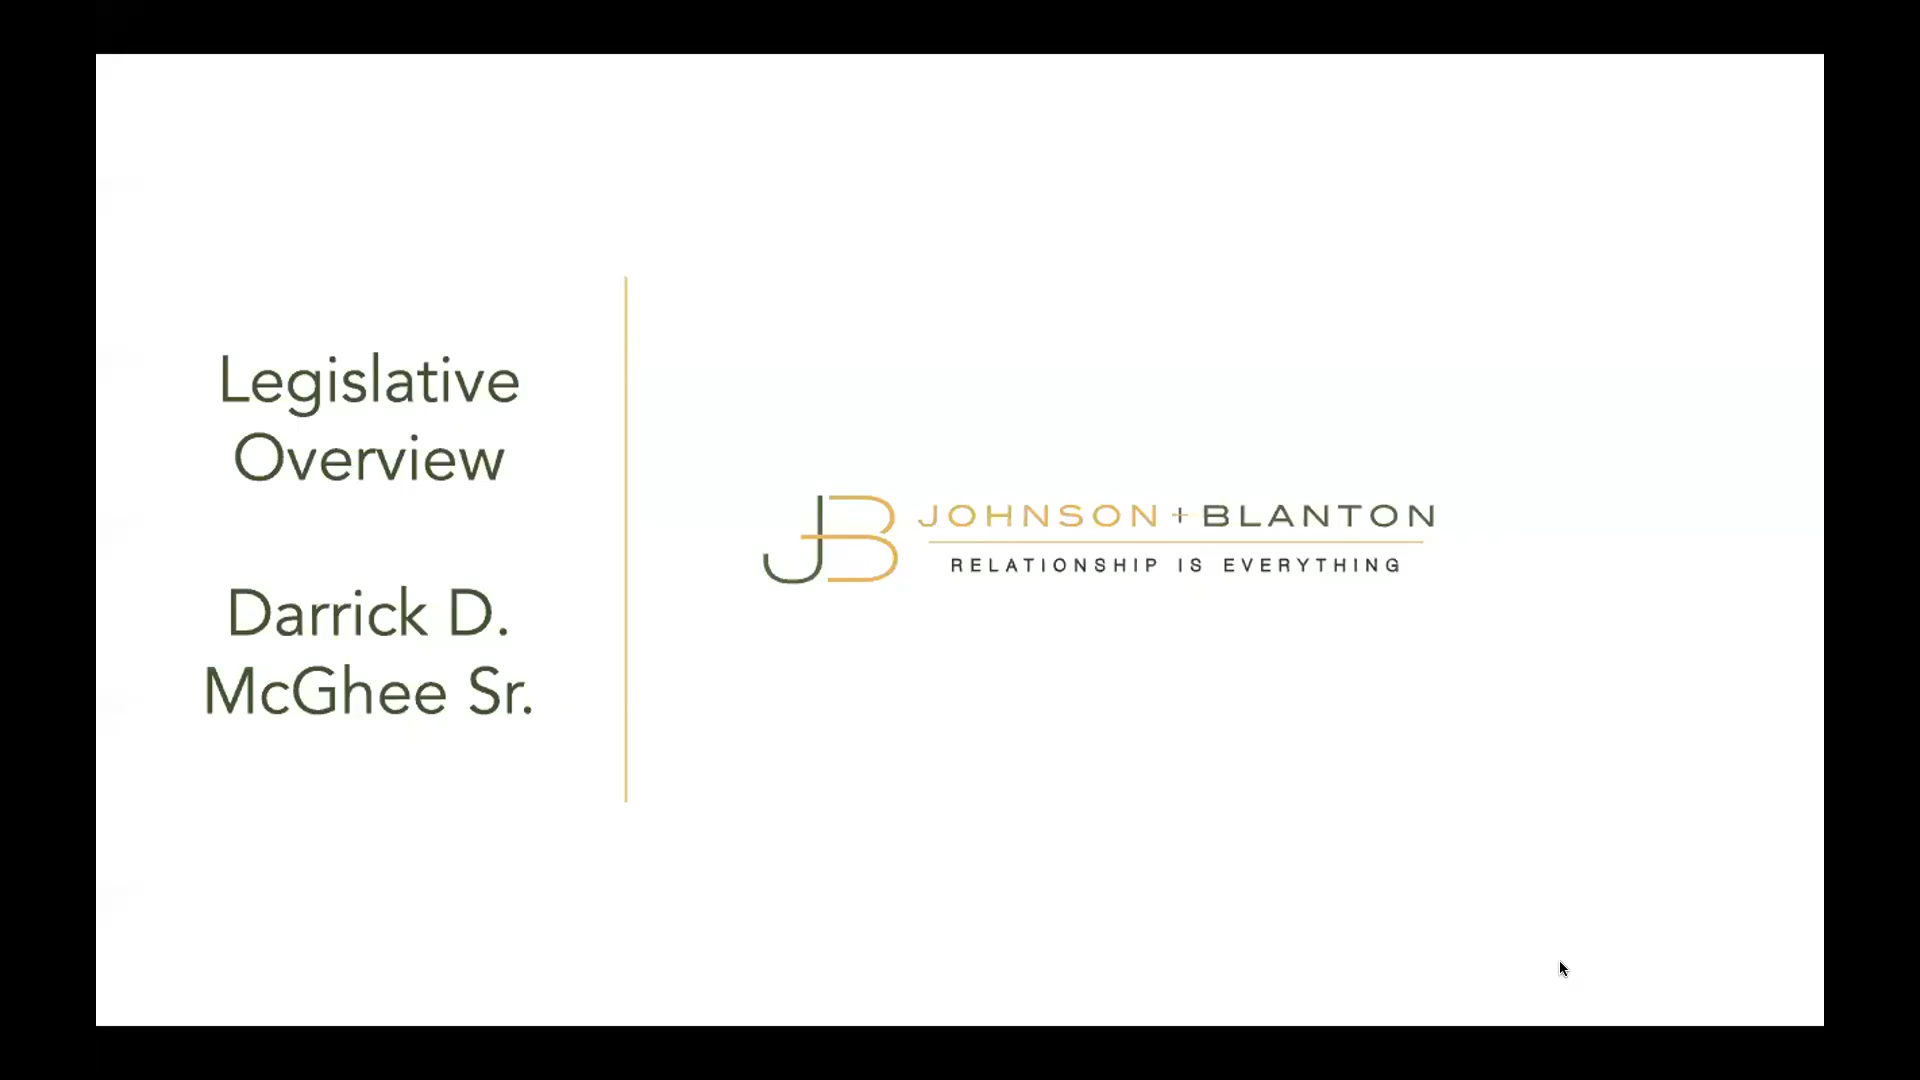 Legislative
Overview
Darrick D.
McGhee Sr.
JB JOHNSON + BLANTON
RELATIONSHIP IS EVERYTHING